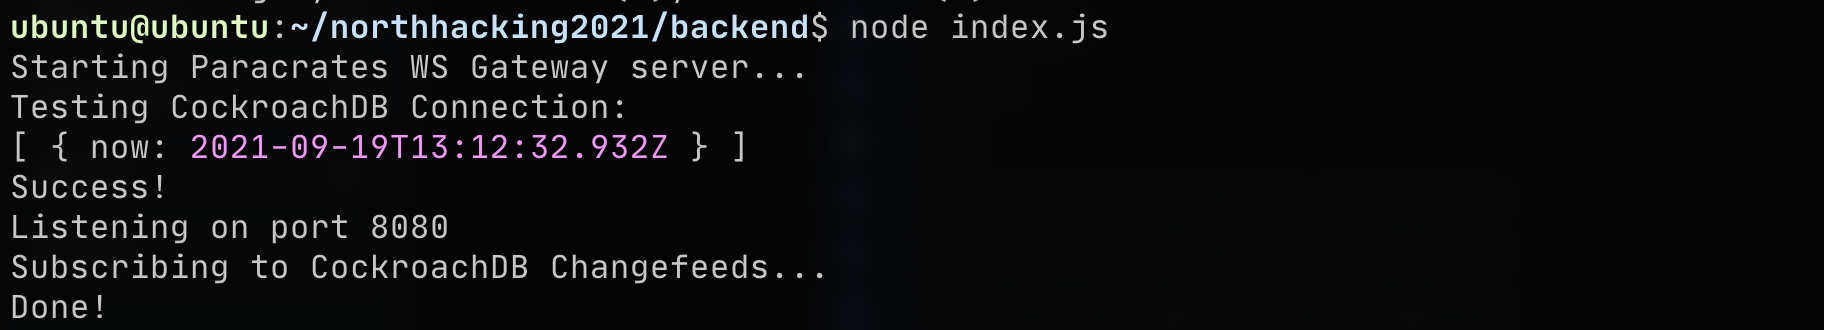 ubuntu@ubuntu:~/northhacking2021/backend$ node index.js
Starting Paracrates WS Gateway server...
Testing CockroachDB Connection:
[ { now: 2021-09-19T13:12:32.932Z } ]
Success!
Listening on port 8080
Subscribing to CockroachDB Changefeeds...
Done!